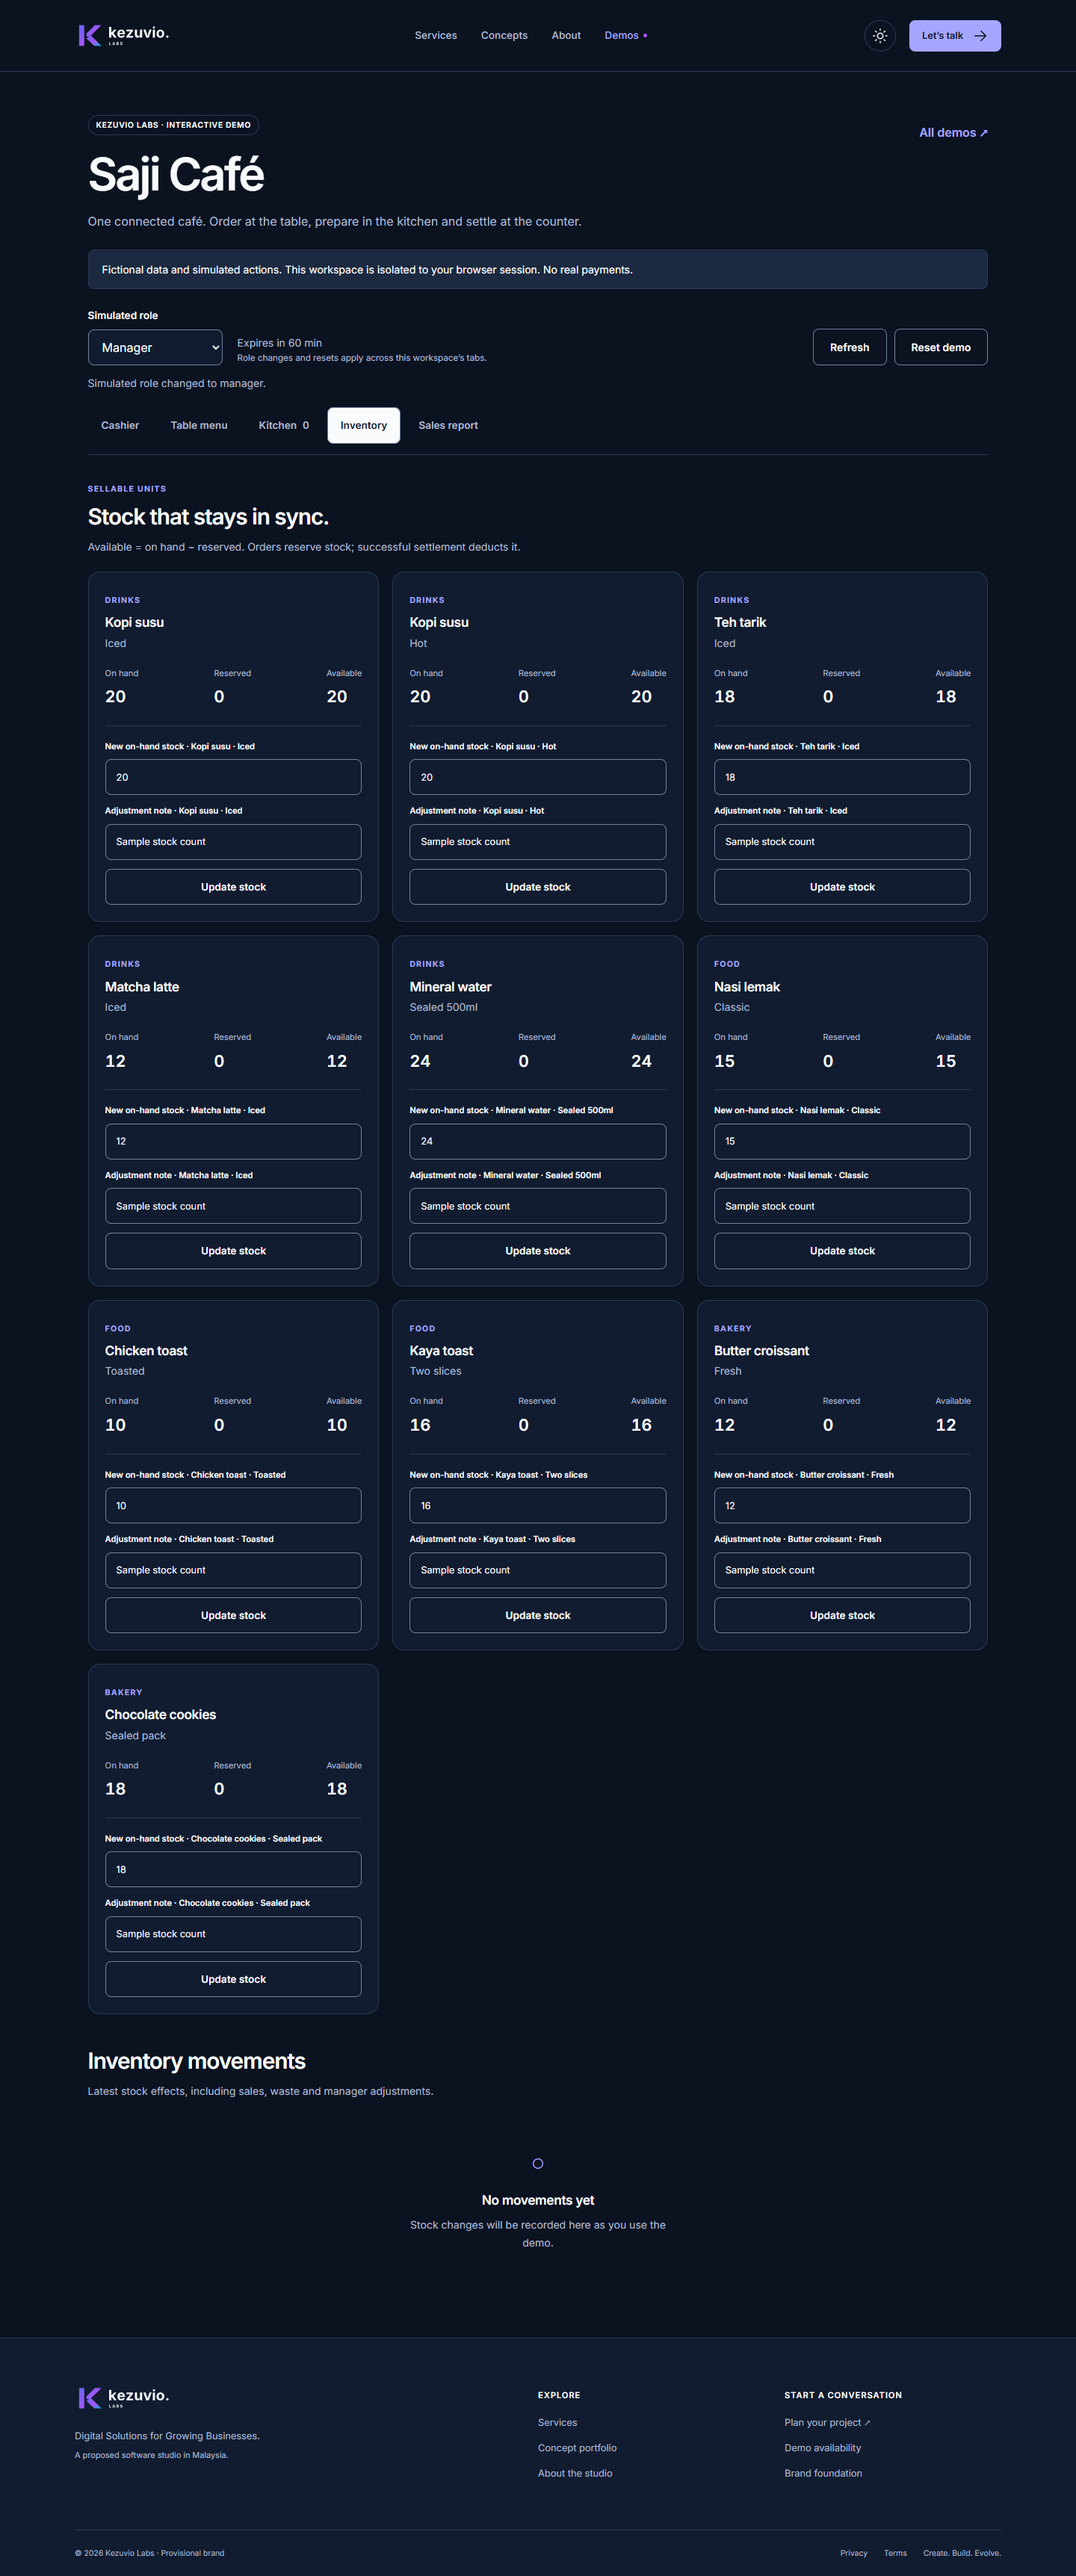 kezuvio.
LABS
Services
Concepts
About
Demos
Let's talk
KEZUVIO LABS · INTERACTIVE DEMO
All demos ↗
Saji Café
One connected café. Order at the table, prepare in the kitchen and settle at the counter.
Fictional data and simulated actions. This workspace is isolated to your browser session. No real payments.
Simulated role
Manager
Expires in 60 min
Role changes and resets apply across this workspace's tabs.
Refresh
Reset demo
Simulated role changed to manager.
Cashier
Table menu
Kitchen 0
Inventory
Sales report
SELLABLE UNITS
Stock that stays in sync.
Available = on hand − reserved. Orders reserve stock; successful settlement deducts it.
DRINKS
Kopi susu
Iced
On hand Reserved Available
20 0 20
New on-hand stock · Kopi susu · Iced
20
Adjustment note · Kopi susu · Iced
Sample stock count
Update stock
DRINKS
Kopi susu
Hot
On hand Reserved Available
20 0 20
New on-hand stock · Kopi susu · Hot
20
Adjustment note · Kopi susu · Hot
Sample stock count
Update stock
DRINKS
Teh tarik
Iced
On hand Reserved Available
18 0 18
New on-hand stock · Teh tarik · Iced
18
Adjustment note · Teh tarik · Iced
Sample stock count
Update stock
DRINKS
Matcha latte
Iced
On hand Reserved Available
12 0 12
New on-hand stock · Matcha latte · Iced
12
Adjustment note · Matcha latte · Iced
Sample stock count
Update stock
DRINKS
Mineral water
Sealed 500ml
On hand Reserved Available
24 0 24
New on-hand stock · Mineral water · Sealed 500ml
24
Adjustment note · Mineral water · Sealed 500ml
Sample stock count
Update stock
FOOD
Nasi lemak
Classic
On hand Reserved Available
15 0 15
New on-hand stock · Nasi lemak · Classic
15
Adjustment note · Nasi lemak · Classic
Sample stock count
Update stock
FOOD
Chicken toast
Toasted
On hand Reserved Available
10 0 10
New on-hand stock · Chicken toast · Toasted
10
Adjustment note · Chicken toast · Toasted
Sample stock count
Update stock
FOOD
Kaya toast
Two slices
On hand Reserved Available
16 0 16
New on-hand stock · Kaya toast · Two slices
16
Adjustment note · Kaya toast · Two slices
Sample stock count
Update stock
BAKERY
Butter croissant
Fresh
On hand Reserved Available
12 0 12
New on-hand stock · Butter croissant · Fresh
12
Adjustment note · Butter croissant · Fresh
Sample stock count
Update stock
BAKERY
Chocolate cookies
Sealed pack
On hand Reserved Available
18 0 18
New on-hand stock · Chocolate cookies · Sealed pack
18
Adjustment note · Chocolate cookies · Sealed pack
Sample stock count
Update stock
Inventory movements
Latest stock effects, including sales, waste and manager adjustments.
No movements yet
Stock changes will be recorded here as you use the
demo.
kezuvio.
LABS
Digital Solutions for Growing Businesses.
A proposed software studio in Malaysia.
EXPLORE
Services
Concept portfolio
About the studio
START A CONVERSATION
Plan your project ↗
Demo availability
Brand foundation
© 2026 Kezuvio Labs · Provisional brand
Privacy
Terms
Create. Build. Evolve.